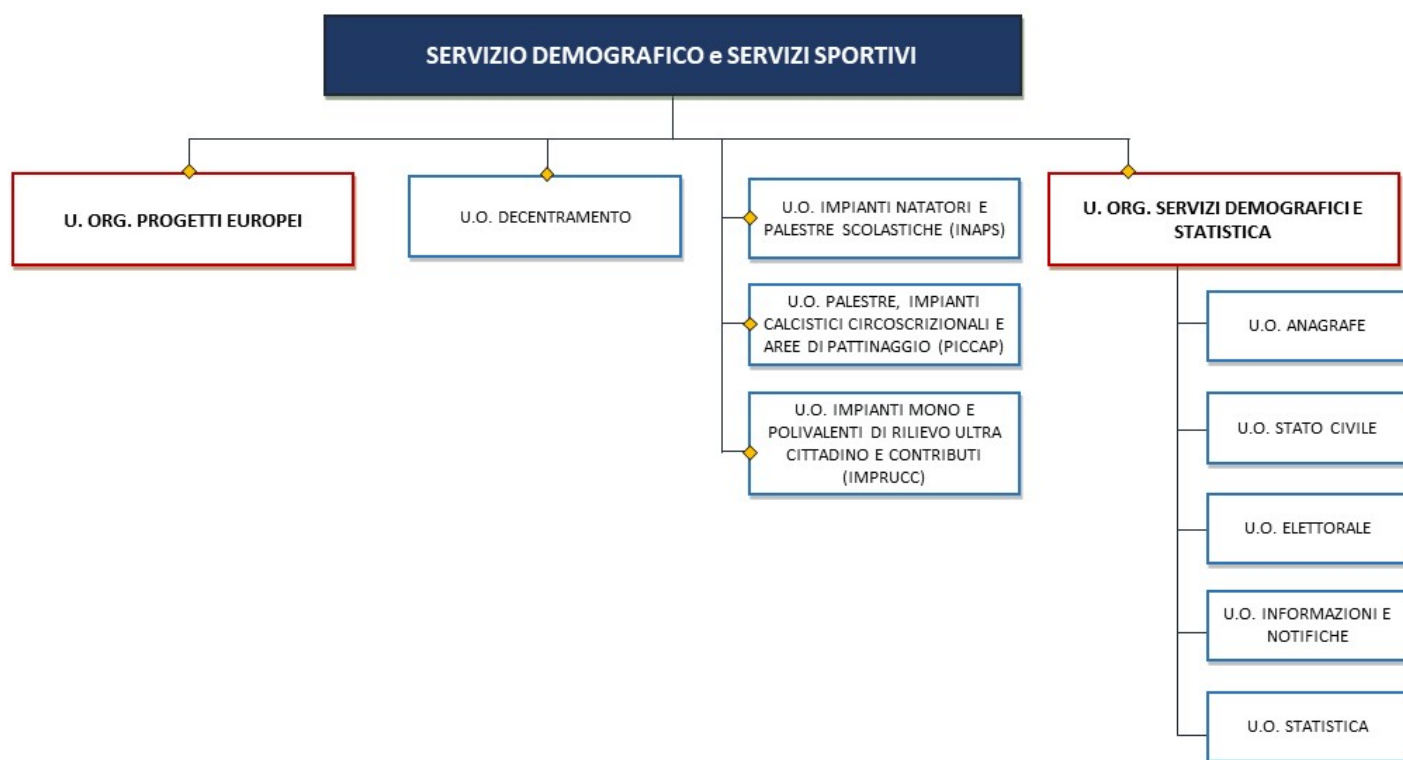 SERVIZIO DEMOGRAFICO e SERVIZI SPORTIVI
U. ORG. PROGETTI EUROPEI
U.O. DECENTRAMENTO
U.O. IMPIANTI NATATORI E
PALESTRE SCOLASTICHE (INAPS)
U.O. PALESTRE, IMPIANTI
CALCISTICI CIRCOSCRIZIONALI E
AREE DI PATTINAGGIO (PICCAP)
U.O. IMPIANTI MONO E
POLIVALENTI DI RILIEVO ULTRA
CITTADINO E CONTRIBUTI
(IMPRUCC)
U. ORG. SERVIZI DEMOGRAFICI E
STATISTICA
U.O. ANAGRAFE
U.O. STATO CIVILE
U.O. ELETTORALE
U.O. INFORMAZIONI E
NOTIFICHE
U.O. STATISTICA